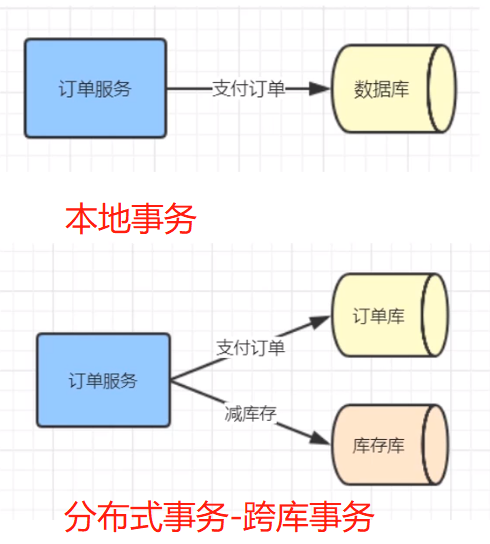 订单服务
支付订单
数据库
本地事务
订单库
支付订单
订单服务
减库存
库存库
分布式事务-跨库事务